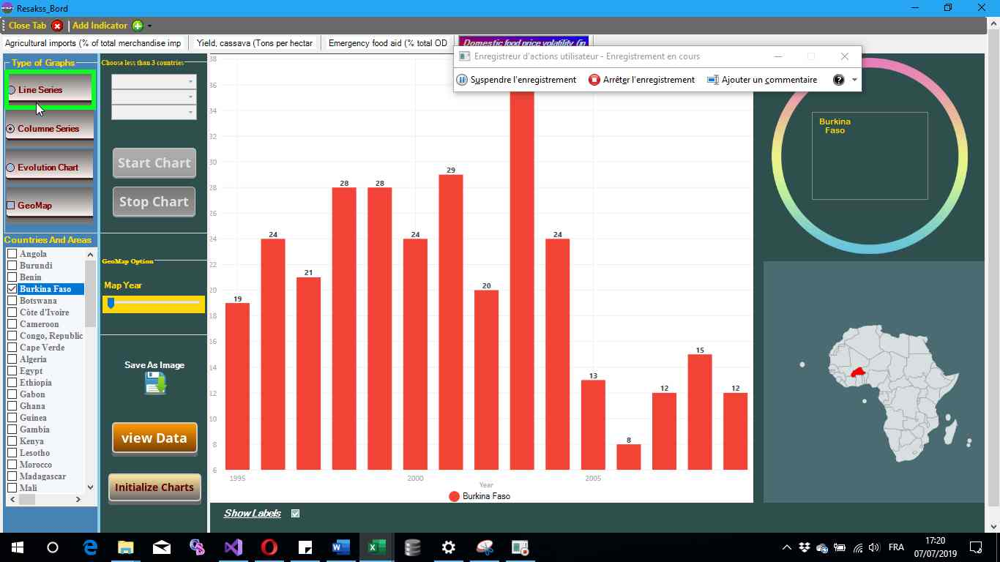 Resakss_Bord
Close Tab
Add Indicator
Agricultural imports (% of total merchandise imp
Yield, cassava (Tons per hectar
Emergency food aid (% total OD
Domestic food price volatility (in
Enregistreur d'actions utilisateur - Enregistrement en cours
Suspendre l'enregistrement
Arrêter l'enregistrement
Ajouter un commentaire
Type of Graphs
Line Series
Columne Series
Evolution Chart
GeoMap
Countries And Areas
Angola
Burundi
Benin
Burkina Faso
Botswana
Côte d'Ivoire
Cameroon
Congo, Republic
Cape Verde
Algeria
Egypt
Ethiopia
Gabon
Ghana
Guinea
Gambia
Kenya
Lesotho
Morocco
Madagascar
Mali
Choose less than 3 countries
Start Chart
Stop Chart
GeoMap Option
Map Year
Save As Image
view Data
Initialize Charts
38
36
34
32
30
28
26
24
22
20
18
16
14
12
10
8
6
19
24
21
28
28
24
29
20
24
13
8
12
15
12
1995
2000
2005
Year
Burkina Faso
Show Labels
Burkina
Faso
FRA
17:20
07/07/2019